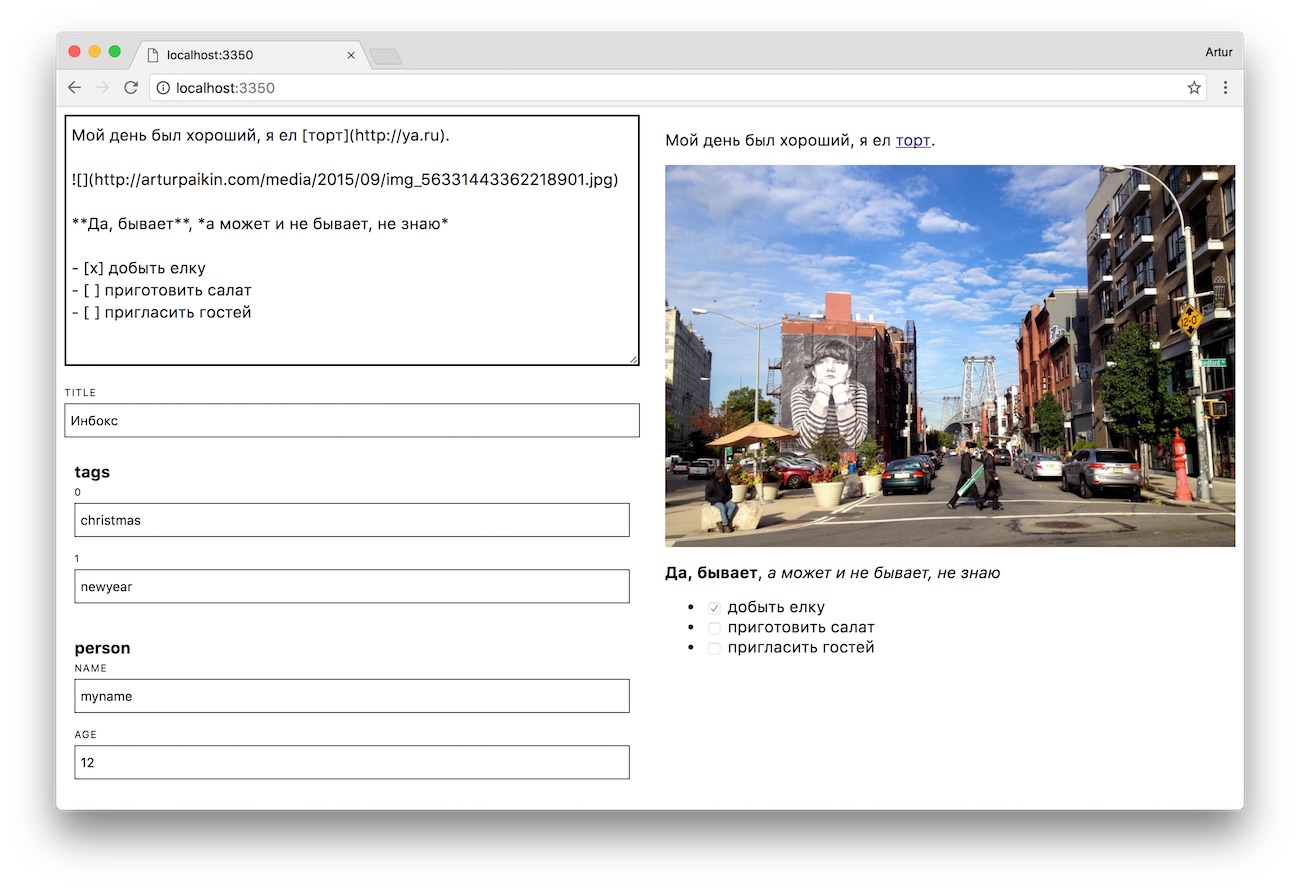 localhost:3350
Artur
localhost:3350
Мой день был хороший, я ел [торт](http://ya.ru).
![](http://arturpaikin.com/media/2015/09/img_56331443362218901.jpg)
**Да, бывает**, *а может и не бывает, не знаю*
- [x] добыть елку
- [ ] приготовить салат
- [ ] пригласить гостей
TITLE
Инбокс
tags
0
christmas
1
newyear
person
NAME
myname
AGE
12
Мой день был хороший, я ел торт.
12-0"
Да, бывает, а может и не бывает, не знаю
добыть елку
приготовить салат
пригласить гостей